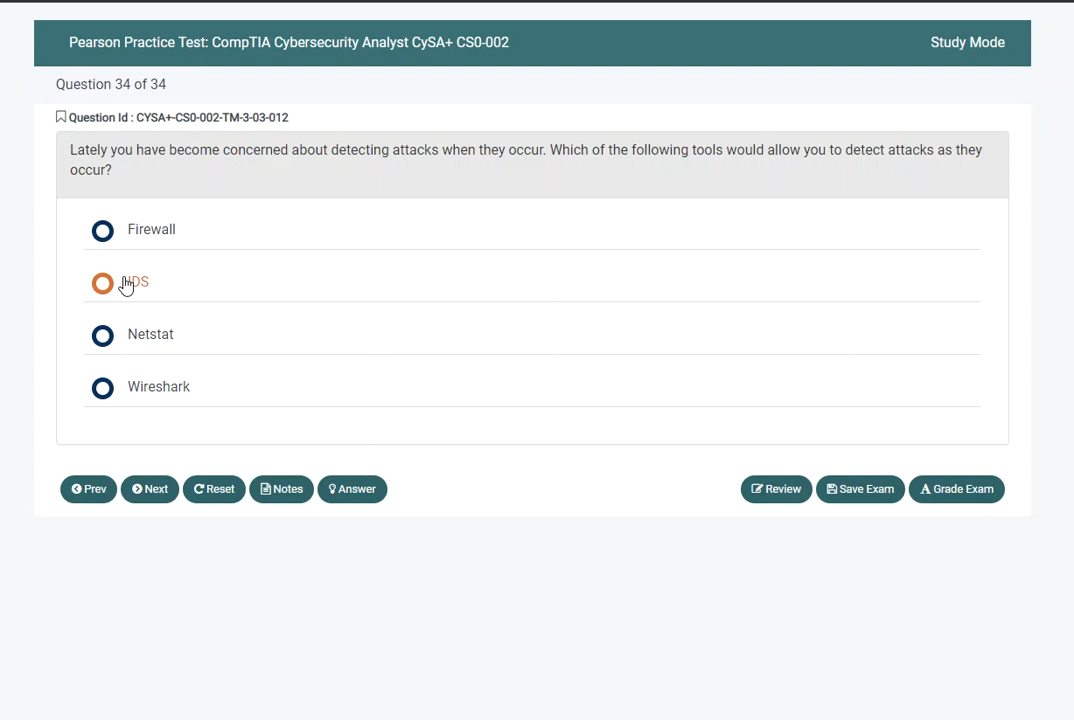 Pearson Practice Test: CompTIA Cybersecurity Analyst CySA+ CS0-002
Study Mode
Question 34 of 34
Question Id : CYSA+-CS0-002-TM-3-03-012
Lately you have become concerned about detecting attacks when they occur. Which of the following tools would allow you to detect attacks as they
occur?
Firewall
IDS
Netstat
Wireshark
Prev
Next
Reset
Notes
Answer
Review
Save Exam
Grade Exam